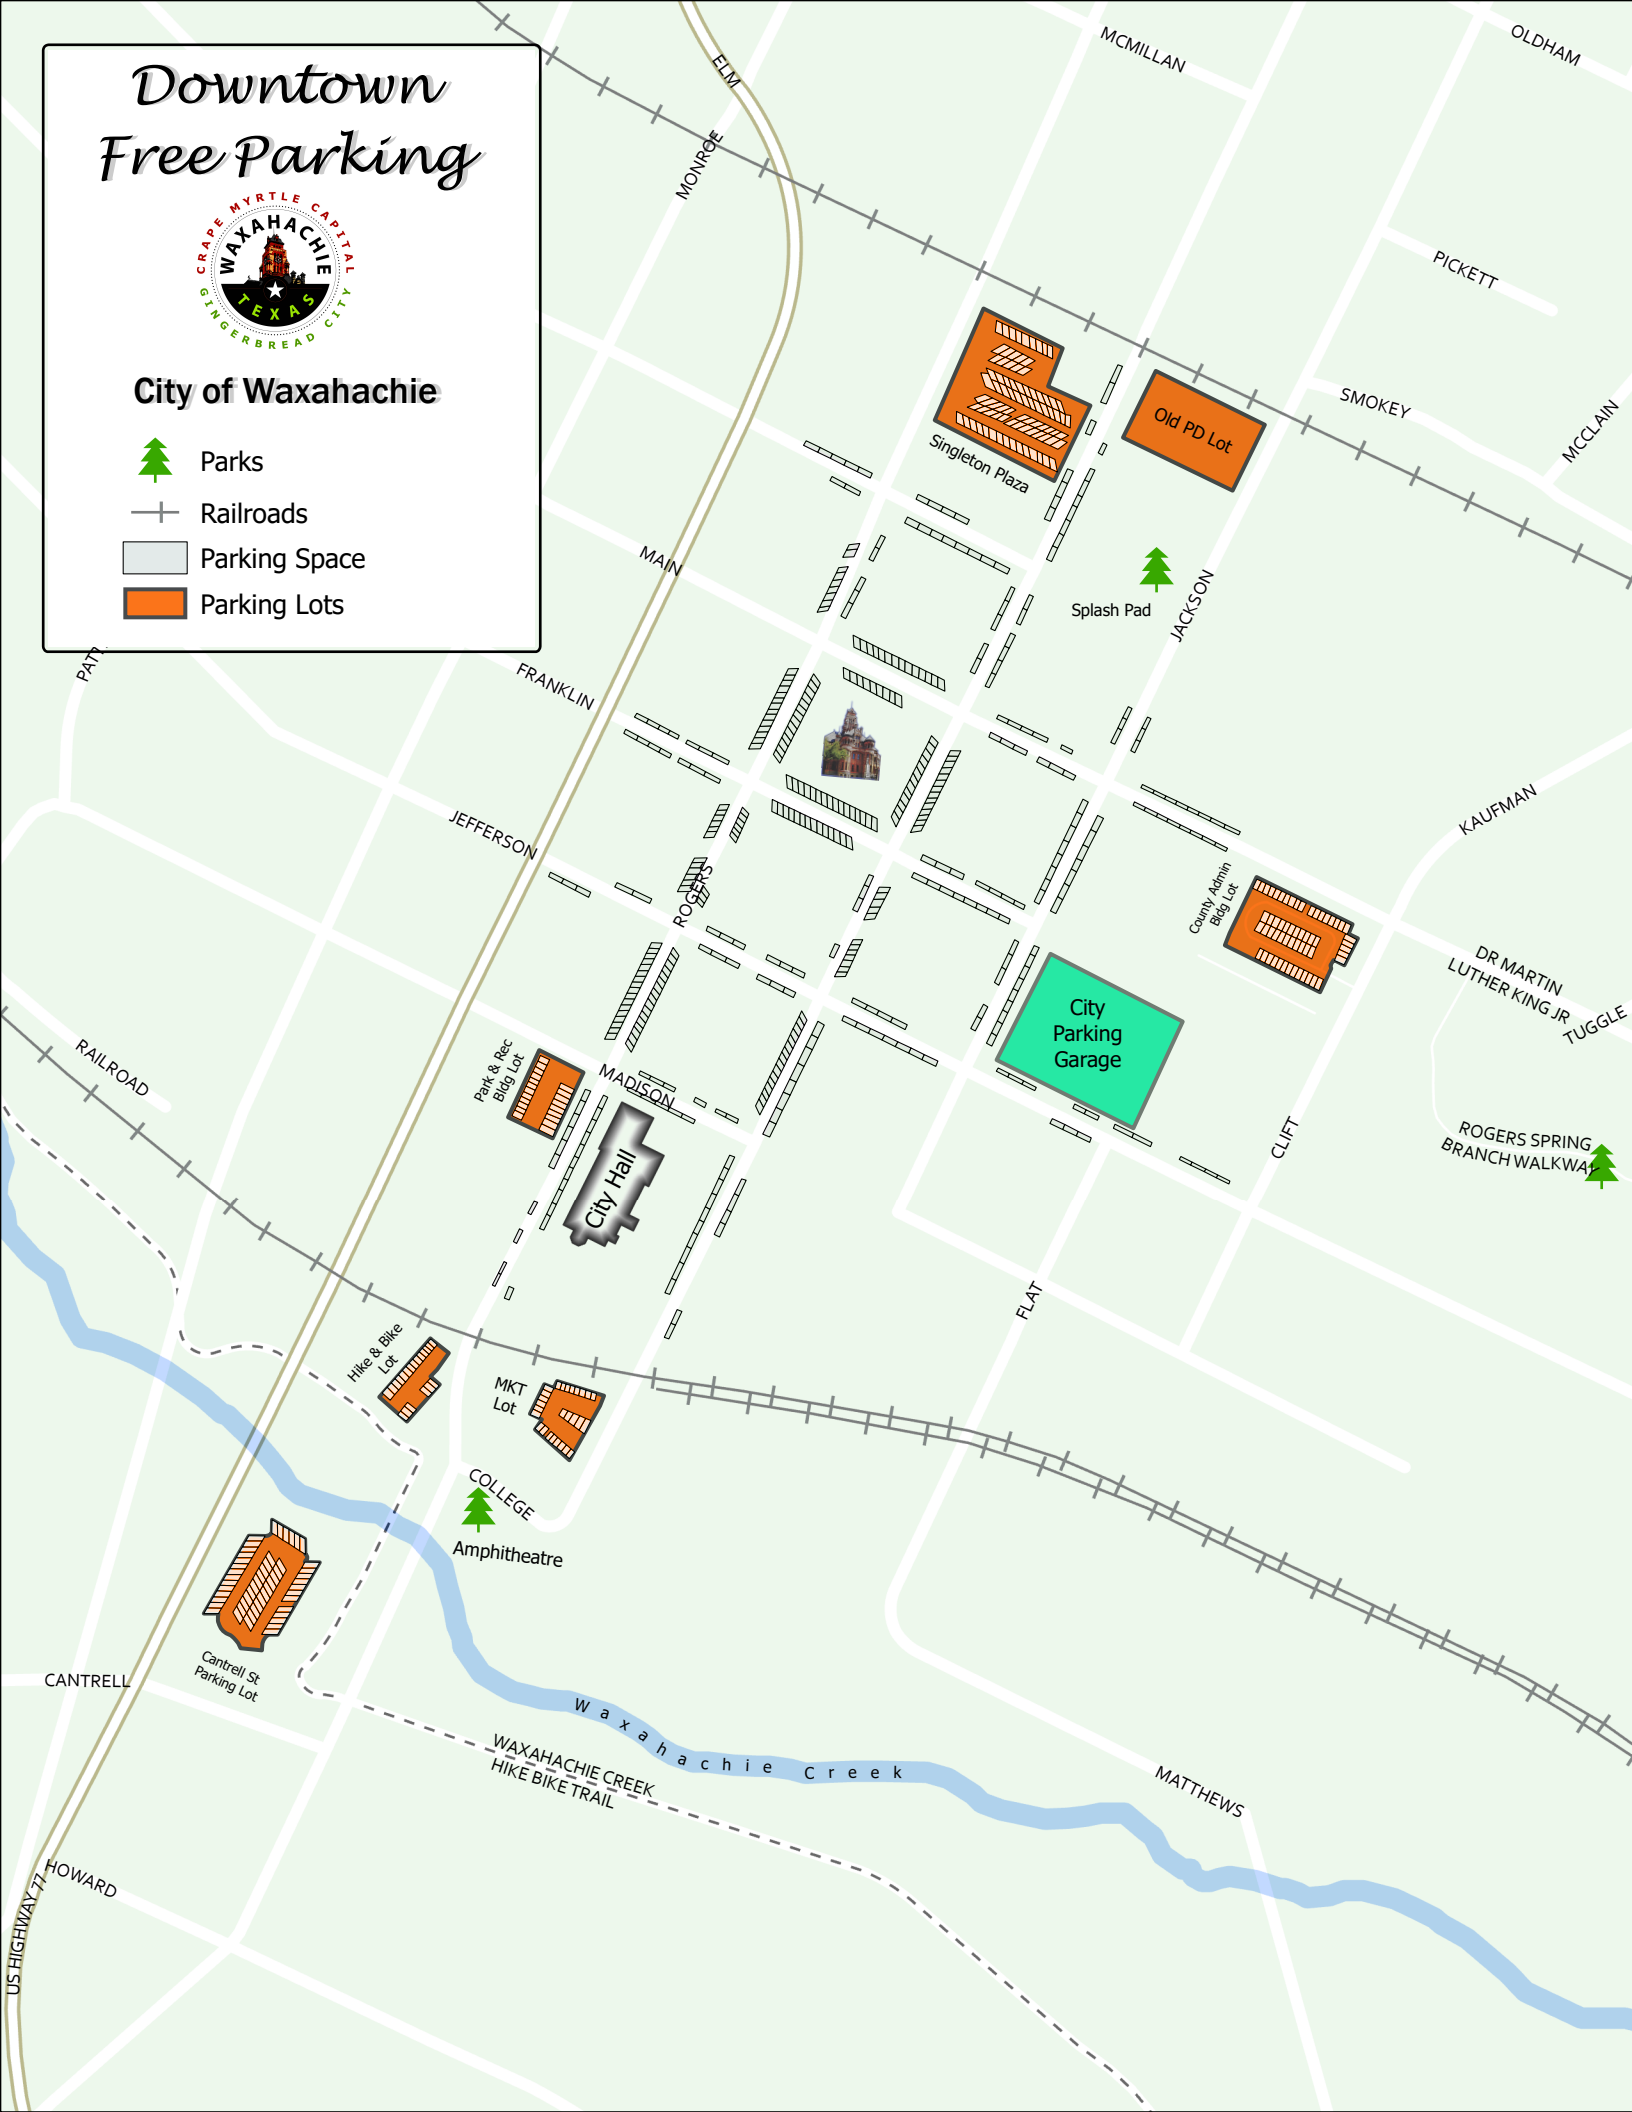 Downtown
Free Parking
CRAPE MYRTLE CAPITAL
WAXAHACHIE
TEXAS
GINGERBREAD CITY
City of Waxahachie
Parks
Railroads
Parking Space
Parking Lots
ELM
MCMILLAN
OLDHAM
MONROE
PICKETT
SMOKEY
MCCLAIN
Singleton Plaza
Old PD Lot
MAIN
Splash Pad
JACKSON
FRANKLIN
JEFFERSON
KAUFMAN
ROGERS
County Admin
Bldg Lot
DR MARTIN
LUTHER KING JR
TUGGLE
City
Parking
Garage
RAILROAD
Park & Rec
Bldg Lot
MADISON
City Hall
CLIFT
ROGERS SPRING
BRANCH WALKWAY
FLAT
Hike & Bike
Lot
MKT
Lot
COLLEGE
Amphitheatre
Cantrell St
Parking Lot
CANTRELL
Waxahachie Creek
WAXAHACHIE CREEK
HIKE BIKE TRAIL
MATTHEWS
HOWARD
US HIGHWAY 77